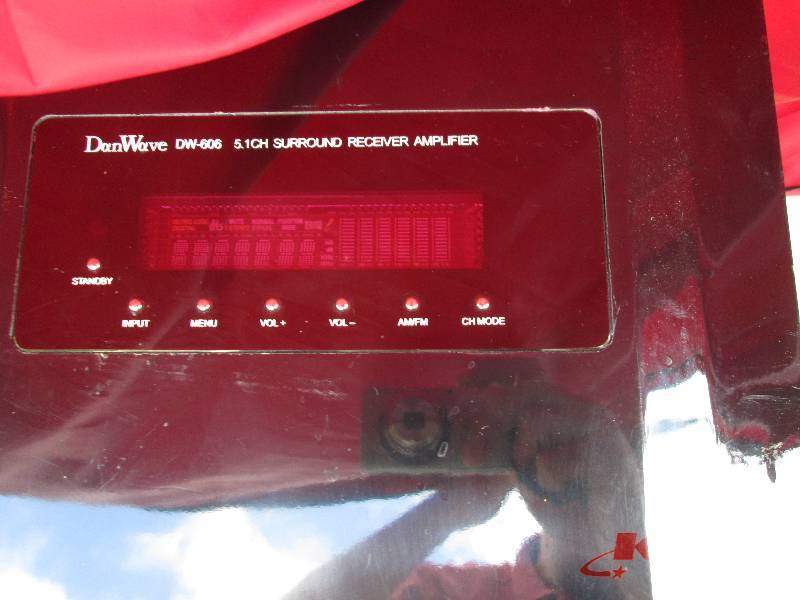 DanWave DW-606 5.1CH SURROUND RECEIVER AMPLIFIER
STANDBY
INPUT MENU VOL + VOL – AM/FM CH MODE
K